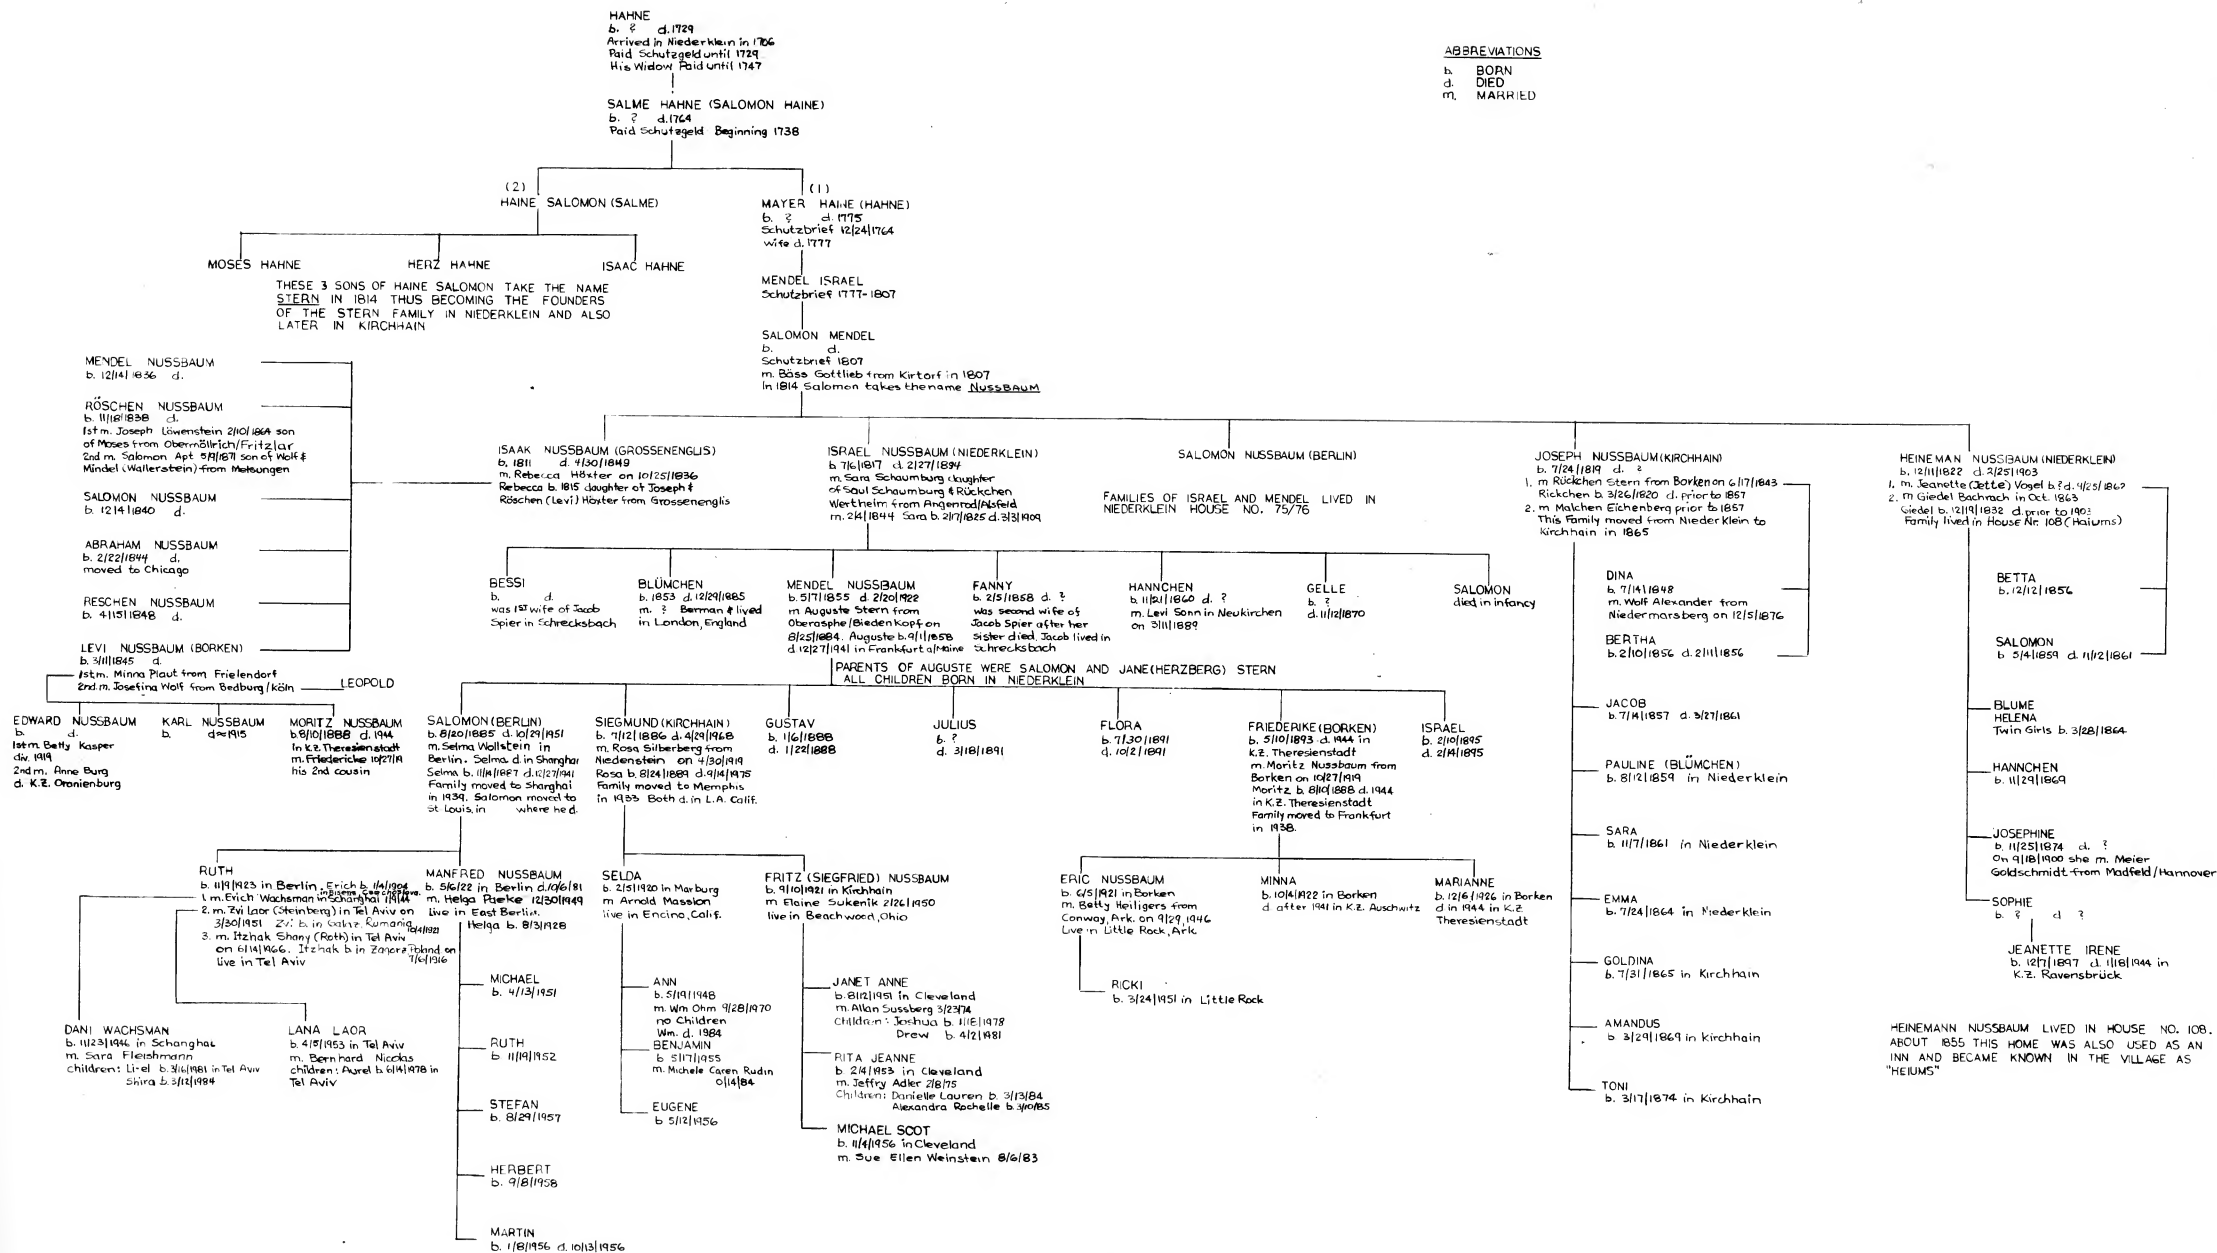 HAHNE
b. ? d. 1729
Arrived in Niederklein in 1706
Paid Schutzgeld until 1729
His Widow Paid until 1747
ABBREVIATIONS
b. BORN
d. DIED
m. MARRIED
SALME HAHNE (SALOMON HAINE)
b. ? d. 1764
Paid Schutzgeld Beginning 1738
(2)
HAINE SALOMON (SALME)
(1)
MAYER HAINE (HAHNE)
b. ? d. 1775
Schutzbrief 12/24/1764
wife d. 1777
MOSES HAHNE
HERZ HAHNE
ISAAC HAHNE
THESE 3 SONS OF HAINE SALOMON TAKE THE NAME
STERN IN 1814 THUS BECOMING THE FOUNDERS
OF THE STERN FAMILY IN NIEDERKLEIN AND ALSO
LATER IN KIRCHHAIN
MENDEL ISRAEL
Schutzbrief 1777-1807
SALOMON MENDEL
b. d.
Schutzbrief 1807
m. Bäss Gottlieb from Kirtorf in 1807
In 1814 Salomon takes the name NUSSBAUM
MENDEL NUSSBAUM
b. 12/14/1836 d.
RÖSCHEN NUSSBAUM
b. 11/18/1838 d.
1st m. Joseph Löwenstein 2/10/1864 son
of Moses from Obermöllrich/Fritzlar
2nd m. Salomon Apt 5/9/1871 son of Wolf &
Mindel (Wallerstein) from Melsungen
SALOMON NUSSBAUM
b. 12/4/1840 d.
ABRAHAM NUSSBAUM
b. 2/22/1844 d.
moved to Chicago
RESCHEN NUSSBAUM
b. 4/15/1848 d.
LEVI NUSSBAUM (BORKEN)
b. 3/11/1845 d.
1st m. Minna Plaut from Frielendorf
2nd. m. Josefina Wolf from Bedburg/köln
LEOPOLD
ISAAK NUSSBAUM (GROSSENENGLIS)
b. 1811 d. 4/30/1849
m. Rebecca Höxter on 10/25/1836
Rebecca b. 1815 daughter of Joseph &
Röschen (Levi) Höxter from Grossenenglis
ISRAEL NUSSBAUM (NIEDERKLEIN)
b 7/6/1817 d. 2/27/1894
m. Sara Schaumburg daughter
of Saul Schaumburg & Rückchen
Wertheim from Angenrod/Alsfeld
m. 2/4/1844 Sara b. 2/17/1825 d. 3/3/1909
SALOMON NUSSBAUM (BERLIN)
FAMILIES OF ISRAEL AND MENDEL LIVED IN
NIEDERKLEIN HOUSE NO. 75/76
JOSEPH NUSSBAUM (KIRCHHAIN)
b. 7/24/1819 d. ?
1. m Rückchen Stern from Borken on 6/17/1843
Rickchen b. 3/26/1820 d. prior to 1857
2. m Malchen Eichenberg prior to 1857
This Family moved from Niederklein to
Kirchhain in 1865
HEINEMAN NUSSBAUM (NIEDERKLEIN)
b. 12/11/1822 d. 2/25/1903
1. m. Jeanette (Jette) Vogel b. ? d. 4/25/1862
2. m Giedel Bachrach in Oct. 1863
Giedel b. 12/19/1832 d. prior to 1903
Family lived in House Nr. 108 (Haiums)
BESSI
b. d.
was 1ST wife of Jacob
Spier in Schrecksbach
BLÜMCHEN
b. 1853 d. 12/29/1885
m. ? Berman & lived
in London, England
MENDEL NUSSBAUM
b. 5/7/1855 d. 2/20/1922
m Auguste Stern from
Oberasphe/Biedenkopf on
8/25/1884. Auguste b. 9/1/1858
d. 12/27/1941 in Frankfurt a/Maine
FANNY
b. 2/5/1858 d. ?
was second wife of
Jacob Spier after her
sister died. Jacob lived in
Schrecksbach
HANNCHEN
b. 11/21/1860 d. ?
m. Levi Sonn in Neukirchen
on 3/11/1889
GELLE
b. ?
d. 11/12/1870
SALOMON
died in infancy
DINA
b. 7/14/1848
m. Wolf Alexander from
Niedermarsberg on 12/5/1876
BERTHA
b. 2/10/1856 d. 2/11/1856
BETTA
b. 12/12/1856
SALOMON
b 5/4/1859 d. 11/12/1861
PARENTS OF AUGUSTE WERE SALOMON AND JANE (HERZBERG) STERN
ALL CHILDREN BORN IN NIEDERKLEIN
EDWARD NUSSBAUM
b. d.
1st m. Betty Kasper
div. 1919
2nd m. Anne Burg
d. K.Z. Oranienburg
KARL NUSSBAUM
b. d≈1915
MORITZ NUSSBAUM
b. 8/10/1888 d. 1944
in K.Z. Theresienstadt
m. Friedericke 10/27/19
his 2nd cousin
SALOMON (BERLIN)
b. 8/20/1885 d. 10/29/1951
m. Selma Wollstein in
Berlin. Selma d. in Shanghai
Selma b. 11/14/1887 d. 12/27/1941
Family moved to Shanghai
in 1939. Salomon moved to
St Louis, in where he d.
SIEGMUND (KIRCHHAIN)
b. 7/12/1886 d. 4/29/1968
m. Rosa Silberberg from
Niedenstein on 4/30/1919
Rosa b. 8/24/1889 d. 9/14/1975
Family moved to Memphis
in 1933 Both d. in L.A. Calif.
GUSTAV
b. 1/6/1888
d. 1/22/1888
JULIUS
b. ?
d. 3/18/1891
FLORA
b. 7/30/1891
d. 10/2/1891
FRIEDERIKE (BORKEN)
b. 5/10/1893 d. 1944 in
K.Z. Theresienstadt
m. Moritz Nussbaum from
Borken on 10/27/1919
Moritz b. 8/10/1888 d. 1944
in K.Z. Theresienstadt
Family moved to Frankfurt
in 1938.
ISRAEL
b. 2/10/1895
d. 2/14/1895
JACOB
b. 7/14/1857 d. 3/27/1861
PAULINE (BLÜMCHEN)
b. 8/12/1859 in Niederklein
SARA
b. 11/7/1861 in Niederklein
EMMA
b. 7/24/1864 in Niederklein
GOLDINA
b. 7/31/1865 in Kirchhain
AMANDUS
b 3/29/1869 in Kirchhain
TONI
b. 3/17/1874 in Kirchhain
BLUME
HELENA
Twin Girls b. 3/28/1864
HANNCHEN
b. 11/29/1869
JOSEPHINE
b. 11/25/1874 d. ?
On 9/18/1900 she m. Meier
Goldschmidt from Madfeld/Hannover
SOPHIE
b. ? d ?
JEANETTE IRENE
b. 12/7/1897 d. 1/18/1944 in
K.Z. Ravensbrück
HEINEMANN NUSSBAUM LIVED IN HOUSE NO. 108.
ABOUT 1855 THIS HOME WAS ALSO USED AS AN
INN AND BECAME KNOWN IN THE VILLAGE AS
"HEIUMS"
RUTH
b. 11/9/1923 in Berlin. Erich b. 1/4/1904
1. m. Erich Wachsman in Schanghai 1/9/44
2. m. Zvi Laor (Steinberg) in Tel Aviv on
3/30/1951 Zvi b. in Galatz, Rumania
10/4/1921
3. m. Itzhak Shany (Roth) in Tel Aviv
on 6/14/1966. Itzhak b in Zagorz Poland on
7/6/1916
live in Tel Aviv
MANFRED NUSSBAUM
b. 5/6/22 in Berlin d. 10/6/81
m. Helga Paeke 12/30/1949
live in East Berlin.
Helga b. 8/3/1928
SELDA
b. 2/5/1920 in Marburg
m Arnold Massion
live in Encino, Calif.
FRITZ (SIEGFRIED) NUSSBAUM
b. 9/10/1921 in Kirchhain
m Elaine Sukenik 2/26/1950
live in Beachwood, Ohio
ERIC NUSSBAUM
b. 6/5/1921 in Borken
m. Betty Heiligers from
Conway, Ark. on 9/29/1946
Live in Little Rock, Ark
MINNA
b. 10/4/1922 in Borken
d. after 1941 in K.Z. Auschwitz
MARIANNE
b. 12/6/1926 in Borken
d in 1944 in K.Z
Theresienstadt
DANI WACHSMAN
b. 11/23/1946 in Schanghai
m. Sara Fleishmann
children: Li-el b. 3/16/1981 in Tel Aviv
Shira b. 3/12/1984
LANA LAOR
b. 4/5/1953 in Tel Aviv
m. Bernhard Nicolas
children: Aurel b 6/14/1978 in
Tel Aviv
MICHAEL
b. 4/13/1951
RUTH
b 11/19/1952
STEFAN
b. 8/29/1957
HERBERT
b. 9/8/1958
MARTIN
b. 1/8/1956 d. 10/13/1956
ANN
b. 5/19/1948
m. Wm Ohm 9/28/1970
no Children
Wm. d. 1984
BENJAMIN
b 5/17/1955
m. Michele Caren Rudin
0/14/84
EUGENE
b 5/12/1956
JANET ANNE
b. 8/12/1951 in Cleveland
m. Allan Sussberg 3/23/74
Children: Joshua b. 1/18/1978
Drew b. 4/2/1981
RITA JEANNE
b. 2/4/1953 in Cleveland
m. Jeffry Adler 2/8/75
Children: Danielle Lauren b. 3/13/84
Alexandra Rochelle b. 3/10/85
MICHAEL SCOT
b. 11/4/1956 in Cleveland
m. Sue Ellen Weinstein 8/6/83
RICKI
b. 3/24/1951 in Little Rock